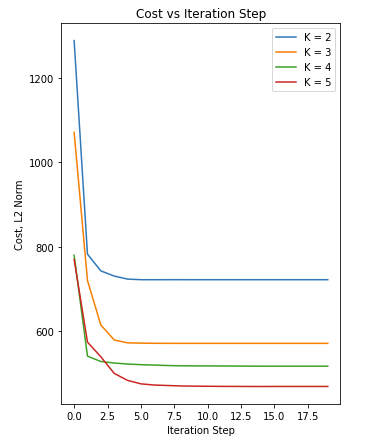 Cost vs Iteration Step
K = 2
K = 3
K = 4
K = 5
1200
1000
800
600
Cost, L2 Norm
0.0 2.5 5.0 7.5 10.0 12.5 15.0 17.5
Iteration Step